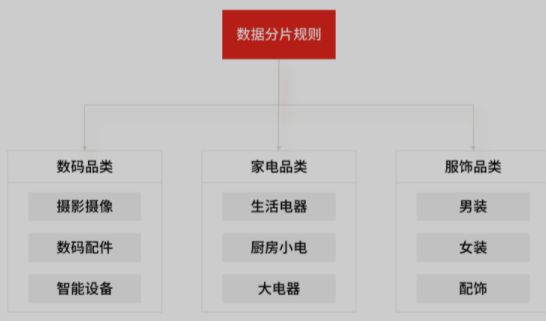 数据分片规则
数码品类
摄影摄像
数码配件
智能设备
家电品类
生活电器
厨房小电
大电器
服饰品类
男装
女装
配饰